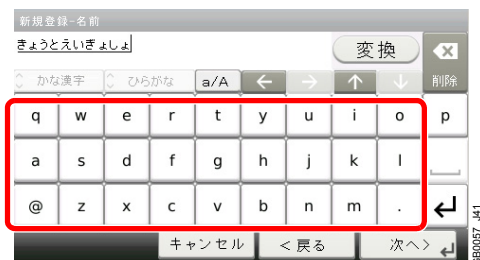 新規登録-名前
きょうとえいぎょしょ
変換
かな漢字 ひらがな a/A ← → ↑ ↓ 削除
q w e r t y u i o p
a s d f g h j k l
@ z x c v b n m .
キャンセル <戻る 次へ>